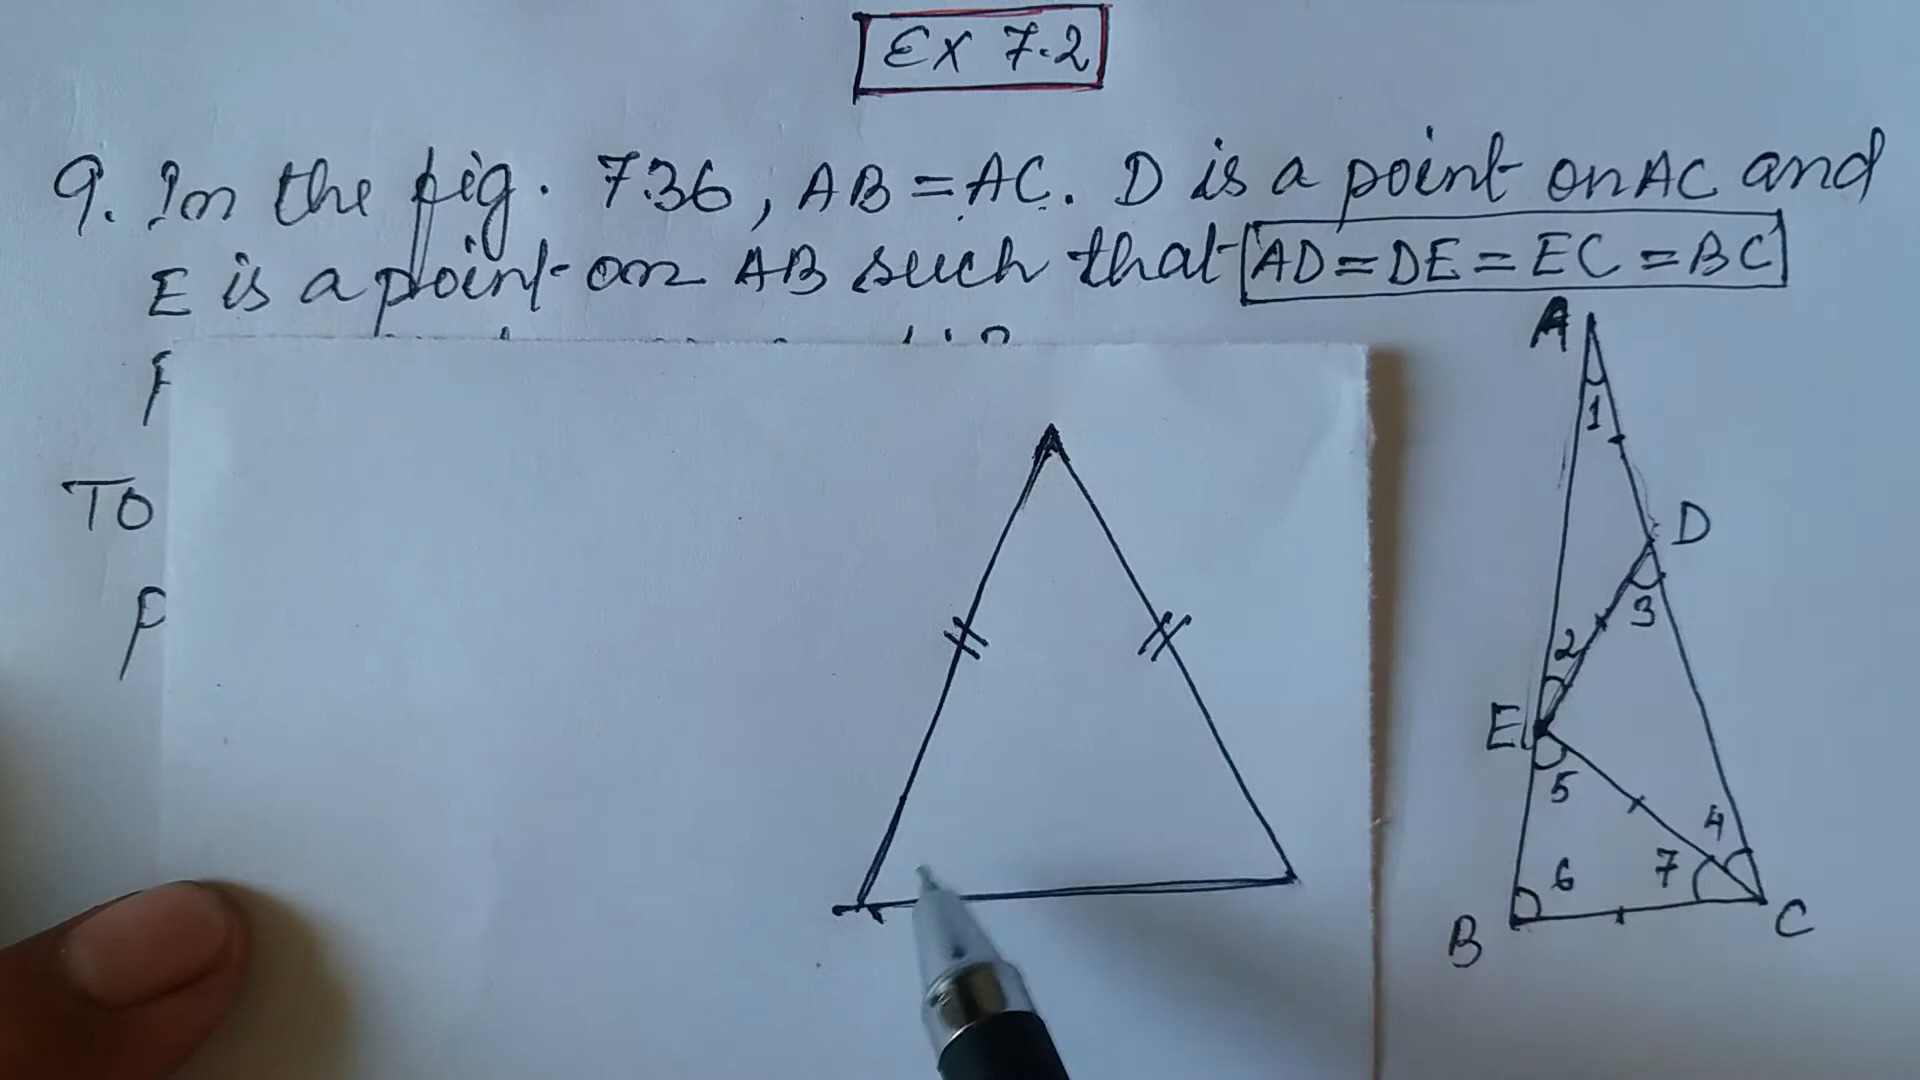 Ex 7.2
9. In the fig. 7.36, AB = AC. D is a point on AC and
E is a point on AB such that AD = DE = EC = BC
To
P
A
1
D
3
2
E
5
4
7
6
B
C